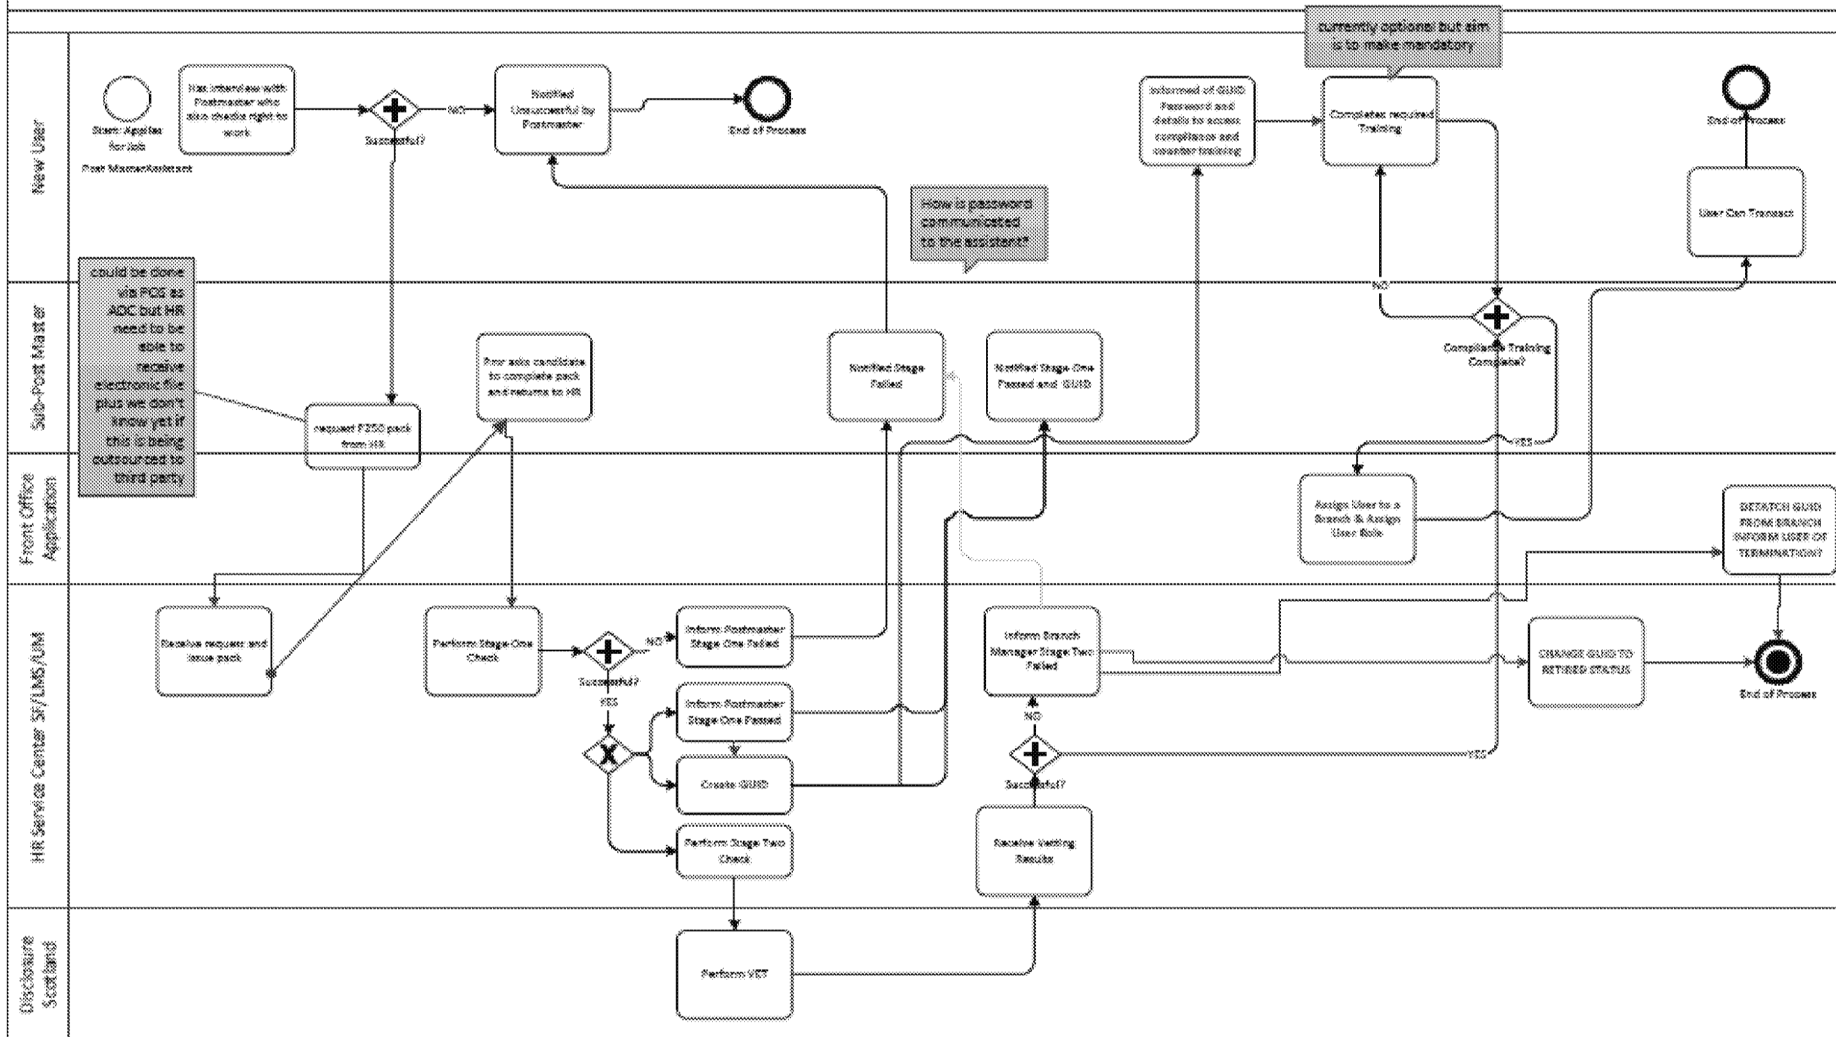 currently optional but aim
is to make mandatory
New User
Start: Applies
for Job
Post Master/Assistant
Has interview with
Postmaster who
also checks right to
work
Successful?
NO
Notified
Unsuccessful by
Postmaster
End of Process
Informed of GUID
Password and
details to access
compliance and
counter training
Completes required
Training
End of Process
User Can Transact
How is password
communicated
to the assistant?
could be done
via POS as
ADC but HR
need to be
able to
receive
electronic file
plus we don't
know yet if
this is being
outsourced to
third party
Sub-Post Master
request P250 pack
from HR
Pmr asks candidate
to complete pack
and returns to HR
Notified Stage
Failed
Notified Stage One
Passed and GUID
NO
Compliance Training
Complete?
YES
Front Office
Application
Assign User to a
Branch & Assign
User Role
DETATCH GUID
FROM BRANCH
INFORM USER OF
TERMINATION?
HR Service Center SF/LMS/UM
Receive request and
issue pack
Perform Stage One
Check
Successful?
NO
YES
Inform Postmaster
Stage One Failed
Inform Postmaster
Stage One Passed
Create GUID
Perform Stage Two
Check
Inform Branch
Manager Stage Two
Failed
NO
Successful?
YES
Receive Vetting
Results
CHANGE GUID TO
RETIRED STATUS
End of Process
Disclosure
Scotland
Perform VET